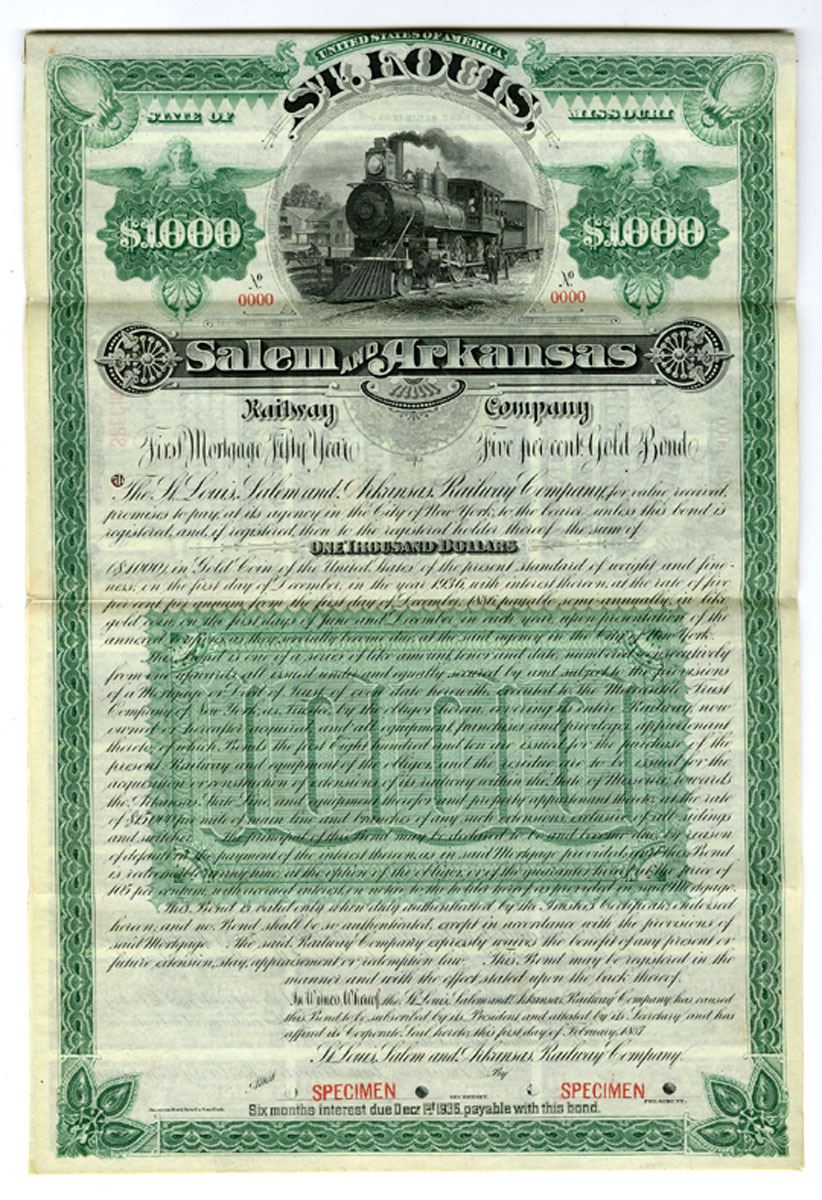 UNITED STATES OF AMERICA
ST. LOUIS,
STATE OF MISSOURI
$1000 $1000
No 0000 No 0000
Salem AND Arkansas
Railway Company
First Mortgage Fifty Year Five per cent Gold Bond
The St. Louis, Salem and Arkansas Railway Company, for value received,
promises to pay, at its agency in the City of New York, to the bearer, unless this bond is
registered, and, if registered, then to the registered holder thereof the sum of
ONE THOUSAND DOLLARS
($1000), in Gold Coin of the United States of the present standard of weight and fine-
ness, on the first day of December, in the year 1936, with interest thereon, at the rate of five
per cent per annum, from the first day of December, 1886, payable semi-annually, in like
gold coin, on the first days of June and December in each year, upon presentation of the
annexed coupons, as they severally become due, at the said agency in the City of New York.
This Bond is one of a series of like amount, tenor and date, numbered consecutively
from one upwards, all issued under and equally secured by and subject to the provisions
of a Mortgage or Deed of Trust, of even date herewith, executed to The Mercantile Trust
Company of New York, as Trustee, by the obligor herein, covering its entire Railway, now
owned or hereafter acquired and all equipment, franchises and privileges appurtenant
thereto, of which Bonds the first Eight hundred and ten are issued for the purchase of the
present Railway and equipment of the obligor, and the residue are to be issued for the
acquisition or construction of extensions of its railway within the State of Missouri, towards
the Arkansas State Line, and equipment therefor and property appurtenant thereto, at the rate
of $15,000 per mile of main line and branches of any such extensions, exclusive of all sidings
and switches. The principal of this Bond may be declared to be and become due, by reason
of default in the payment of the interest thereon, as in said Mortgage provided, and this Bond
is redeemable at any time, at the option of the obligor, or of the guarantor hereof, at the price of
105 per centum, with accrued interest, on notice to the holder hereof as provided in said Mortgage.
This Bond is valid only when duly authenticated by the Trustee's Certificate endorsed
hereon, and no Bond shall be so authenticated, except in accordance with the provisions of
said Mortgage. The said Railway Company expressly waives the benefit of any present or
future extension, stay, appraisement or redemption law. This Bond may be registered in the
manner and with the effect stated upon the back thereof.
In Witness Whereof, the St. Louis, Salem and Arkansas Railway Company has caused
this Bond to be subscribed by its President and attested by its Secretary and has
affixed its Corporate Seal hereto, this first day of February, 1887.
St. Louis, Salem and Arkansas Railway Company.
Attest By
SPECIMEN SECRETARY. SPECIMEN PRESIDENT.
Six months interest due Decr. 1st 1936, payable with this bond.